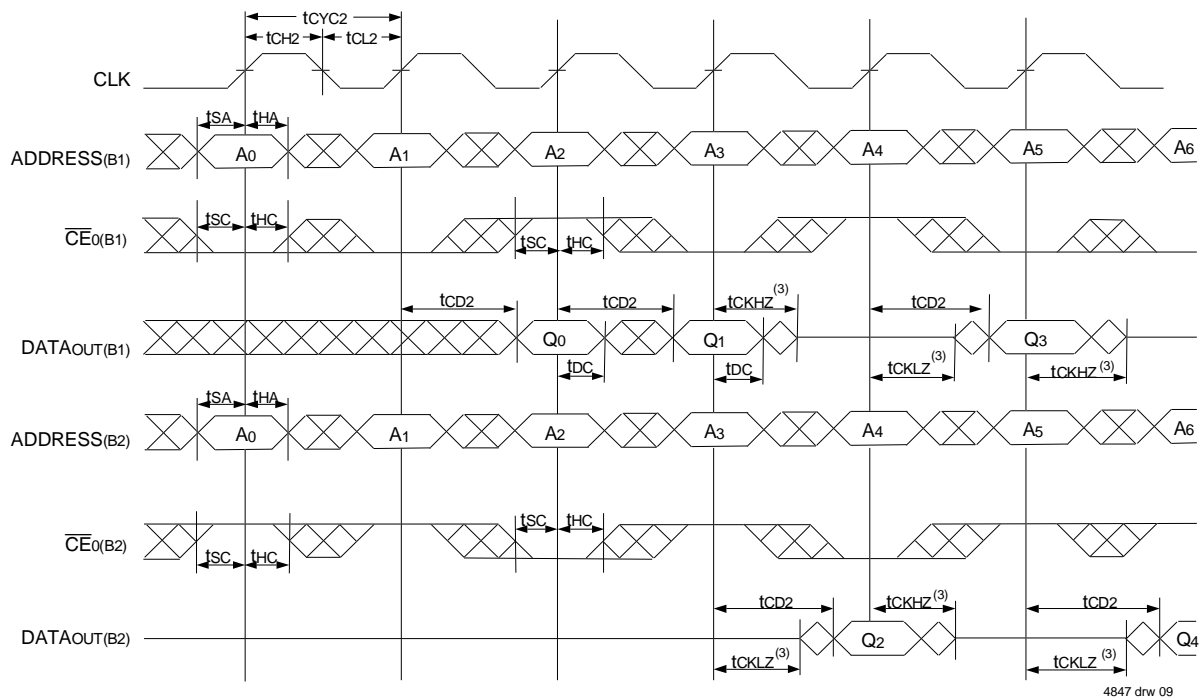 tCYC2
tCH2 tCL2
CLK
tSA tHA
ADDRESS(B1) A0 A1 A2 A3 A4 A5 A6
tSC tHC
CE0(B1)
tSC tHC
tCD2 tCD2 tCKHZ(3) tCD2
DATAOUT(B1) Q0 Q1 Q3
tDC tDC tCKLZ(3) tCKHZ(3)
tSA tHA
ADDRESS(B2) A0 A1 A2 A3 A4 A5 A6
tSC tHC
CE0(B2)
tSC tHC
tCD2 tCKHZ(3) tCD2
DATAOUT(B2) Q2 Q4
tCKLZ(3) tCKLZ(3)
4847 drw 09